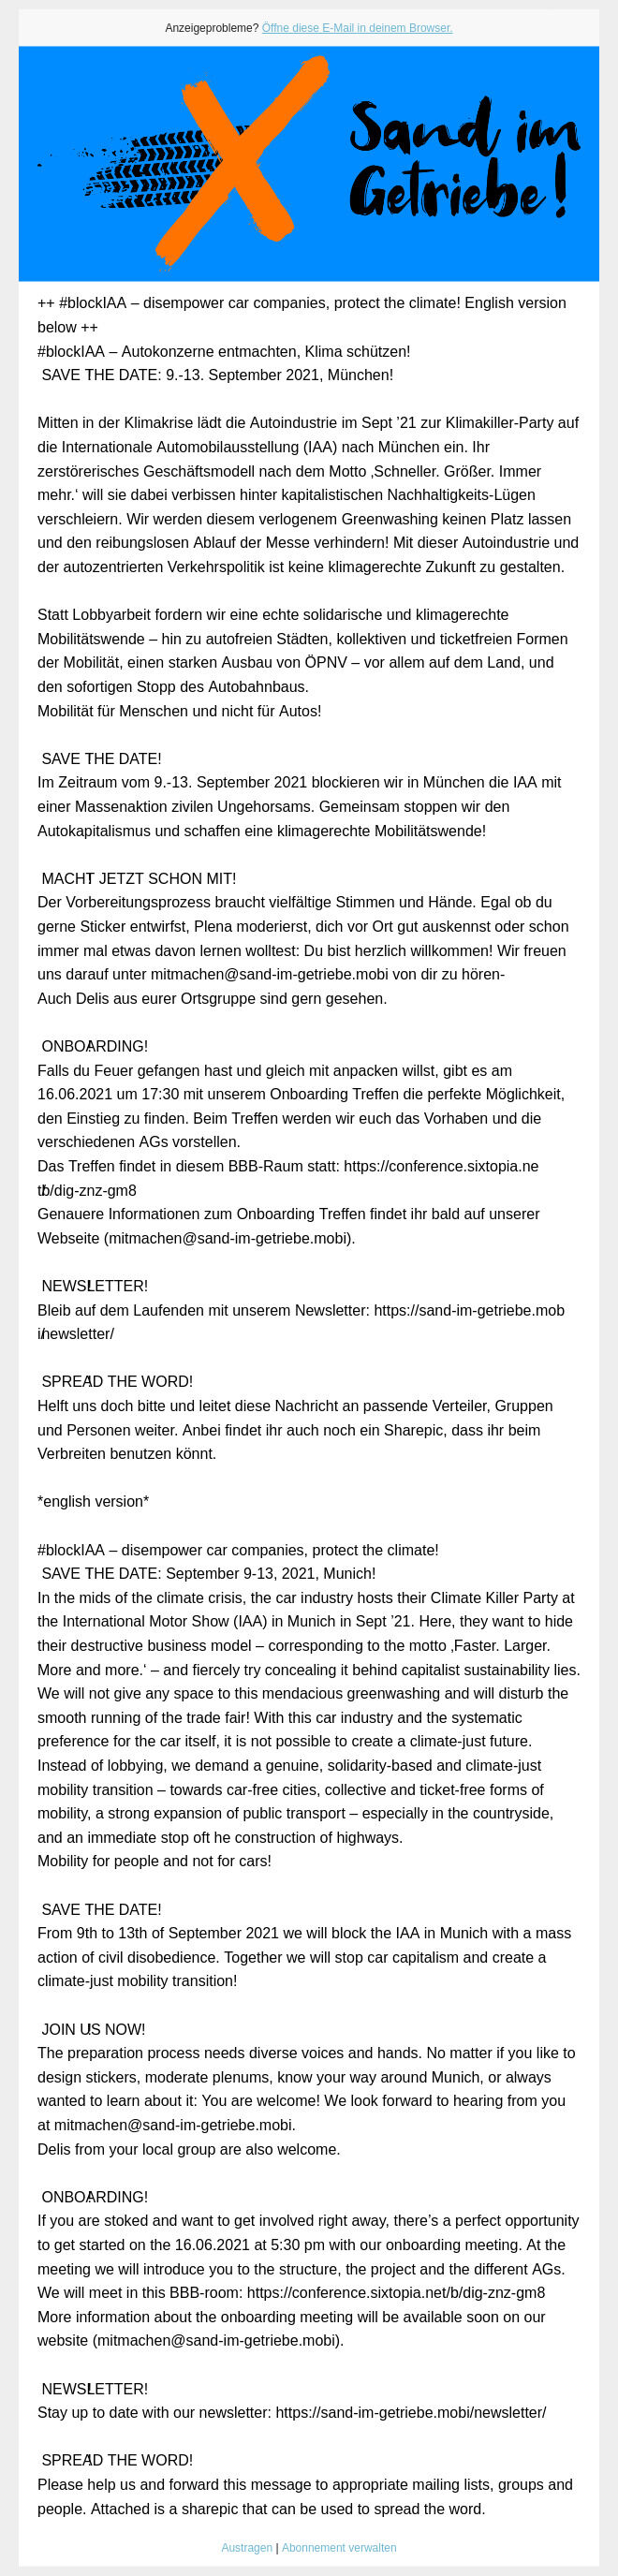 Anzeigeprobleme? Öffne diese E-Mail in deinem Browser.
Sand im
Getriebe!
++ #blockIAA – disempower car companies, protect the climate! English version
below ++
#blockIAA – Autokonzerne entmachten, Klima schützen!
SAVE THE DATE: 9.-13. September 2021, München!
Mitten in der Klimakrise lädt die Autoindustrie im Sept ’21 zur Klimakiller-Party auf
die Internationale Automobilausstellung (IAA) nach München ein. Ihr
zerstörerisches Geschäftsmodell nach dem Motto ‚Schneller. Größer. Immer
mehr.‘ will sie dabei verbissen hinter kapitalistischen Nachhaltigkeits-Lügen
verschleiern. Wir werden diesem verlogenem Greenwashing keinen Platz lassen
und den reibungslosen Ablauf der Messe verhindern! Mit dieser Autoindustrie und
der autozentrierten Verkehrspolitik ist keine klimagerechte Zukunft zu gestalten.
Statt Lobbyarbeit fordern wir eine echte solidarische und klimagerechte
Mobilitätswende – hin zu autofreien Städten, kollektiven und ticketfreien Formen
der Mobilität, einen starken Ausbau von ÖPNV – vor allem auf dem Land, und
den sofortigen Stopp des Autobahnbaus.
Mobilität für Menschen und nicht für Autos!
SAVE THE DATE!
Im Zeitraum vom 9.-13. September 2021 blockieren wir in München die IAA mit
einer Massenaktion zivilen Ungehorsams. Gemeinsam stoppen wir den
Autokapitalismus und schaffen eine klimagerechte Mobilitätswende!
MACHT JETZT SCHON MIT!
Der Vorbereitungsprozess braucht vielfältige Stimmen und Hände. Egal ob du
gerne Sticker entwirfst, Plena moderierst, dich vor Ort gut auskennst oder schon
immer mal etwas davon lernen wolltest: Du bist herzlich willkommen! Wir freuen
uns darauf unter mitmachen@sand-im-getriebe.mobi von dir zu hören-
Auch Delis aus eurer Ortsgruppe sind gern gesehen.
ONBOARDING!
Falls du Feuer gefangen hast und gleich mit anpacken willst, gibt es am
16.06.2021 um 17:30 mit unserem Onboarding Treffen die perfekte Möglichkeit,
den Einstieg zu finden. Beim Treffen werden wir euch das Vorhaben und die
verschiedenen AGs vorstellen.
Das Treffen findet in diesem BBB-Raum statt: https://conference.sixtopia.ne
t/b/dig-znz-gm8
Genauere Informationen zum Onboarding Treffen findet ihr bald auf unserer
Webseite (mitmachen@sand-im-getriebe.mobi).
NEWSLETTER!
Bleib auf dem Laufenden mit unserem Newsletter: https://sand-im-getriebe.mob
i/newsletter/
SPREAD THE WORD!
Helft uns doch bitte und leitet diese Nachricht an passende Verteiler, Gruppen
und Personen weiter. Anbei findet ihr auch noch ein Sharepic, dass ihr beim
Verbreiten benutzen könnt.
*english version*
#blockIAA – disempower car companies, protect the climate!
SAVE THE DATE: September 9-13, 2021, Munich!
In the mids of the climate crisis, the car industry hosts their Climate Killer Party at
the International Motor Show (IAA) in Munich in Sept ’21. Here, they want to hide
their destructive business model – corresponding to the motto ‚Faster. Larger.
More and more.‘ – and fiercely try concealing it behind capitalist sustainability lies.
We will not give any space to this mendacious greenwashing and will disturb the
smooth running of the trade fair! With this car industry and the systematic
preference for the car itself, it is not possible to create a climate-just future.
Instead of lobbying, we demand a genuine, solidarity-based and climate-just
mobility transition – towards car-free cities, collective and ticket-free forms of
mobility, a strong expansion of public transport – especially in the countryside,
and an immediate stop oft he construction of highways.
Mobility for people and not for cars!
SAVE THE DATE!
From 9th to 13th of September 2021 we will block the IAA in Munich with a mass
action of civil disobedience. Together we will stop car capitalism and create a
climate-just mobility transition!
JOIN US NOW!
The preparation process needs diverse voices and hands. No matter if you like to
design stickers, moderate plenums, know your way around Munich, or always
wanted to learn about it: You are welcome! We look forward to hearing from you
at mitmachen@sand-im-getriebe.mobi.
Delis from your local group are also welcome.
ONBOARDING!
If you are stoked and want to get involved right away, there’s a perfect opportunity
to get started on the 16.06.2021 at 5:30 pm with our onboarding meeting. At the
meeting we will introduce you to the structure, the project and the different AGs.
We will meet in this BBB-room: https://conference.sixtopia.net/b/dig-znz-gm8
More information about the onboarding meeting will be available soon on our
website (mitmachen@sand-im-getriebe.mobi).
NEWSLETTER!
Stay up to date with our newsletter: https://sand-im-getriebe.mobi/newsletter/
SPREAD THE WORD!
Please help us and forward this message to appropriate mailing lists, groups and
people. Attached is a sharepic that can be used to spread the word.
Austragen | Abonnement verwalten